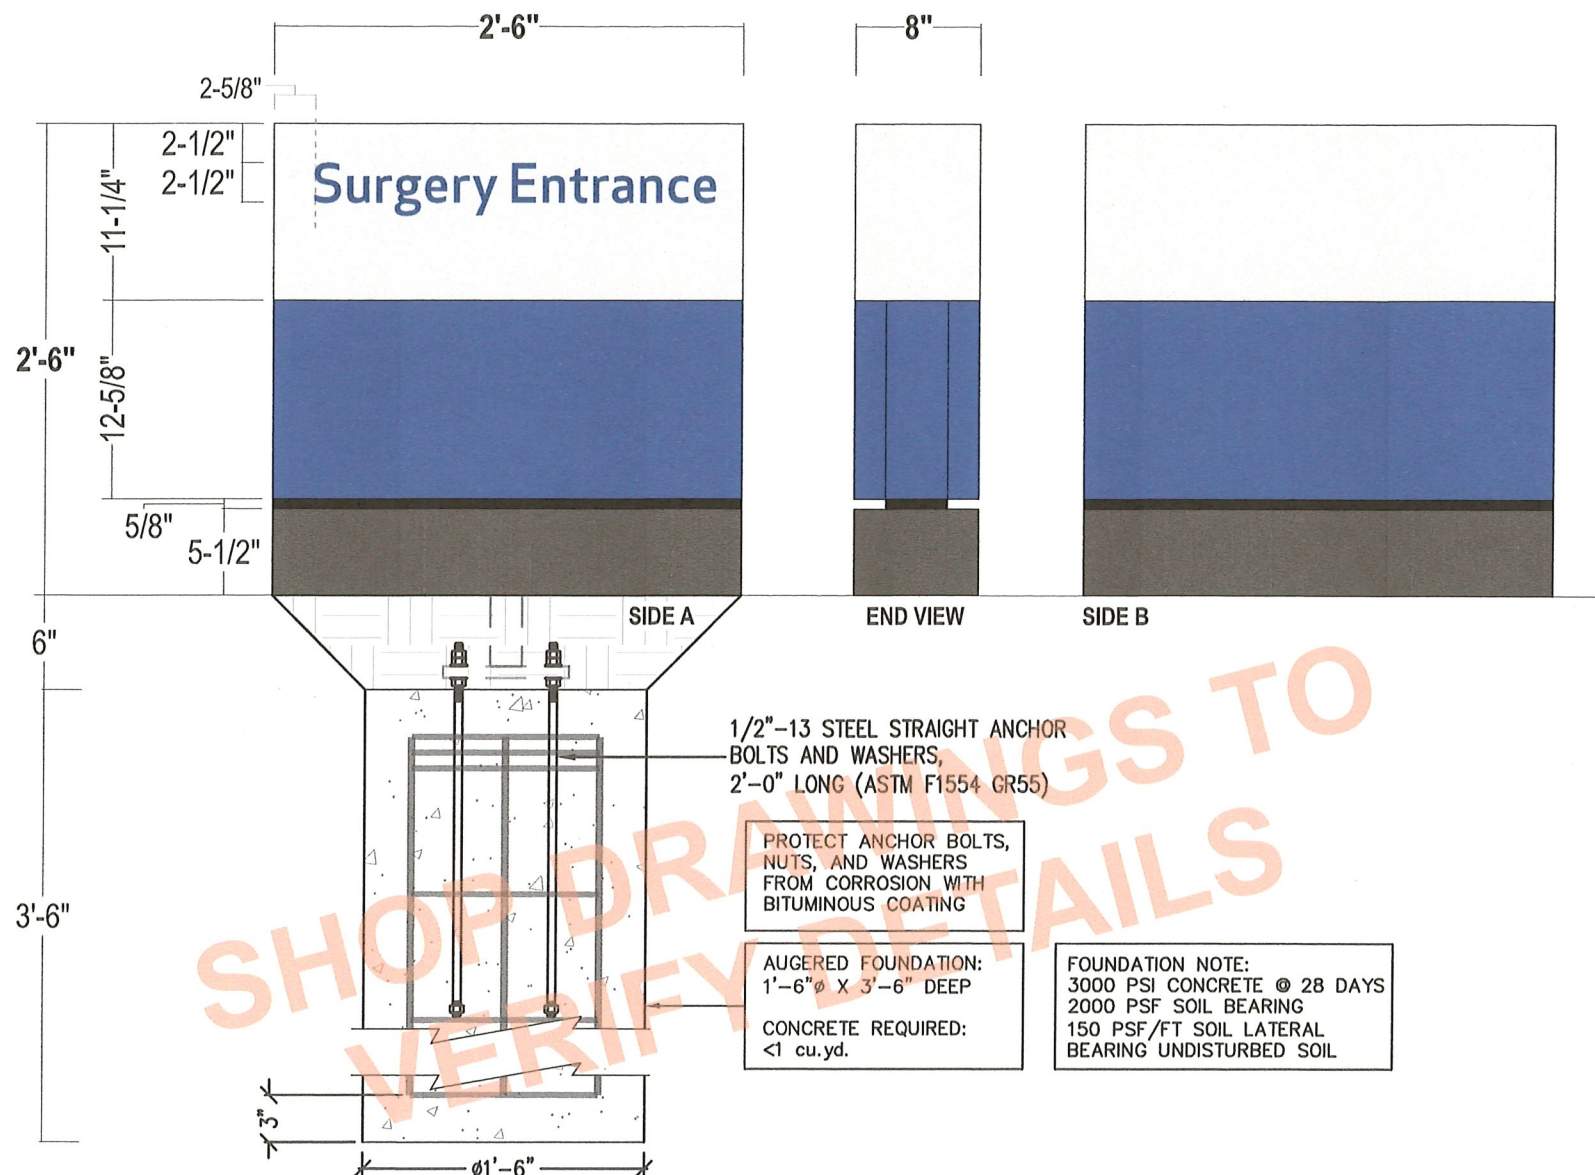 2'-6"
8"
2-5/8"
2-1/2"
2-1/2"
11-1/4"
Surgery Entrance
2'-6"
12-5/8"
5/8"
5-1/2"
SIDE A
END VIEW
SIDE B
6"
1/2"-13 STEEL STRAIGHT ANCHOR
BOLTS AND WASHERS,
2'-0" LONG (ASTM F1554 GR55)
PROTECT ANCHOR BOLTS,
NUTS, AND WASHERS
FROM CORROSION WITH
BITUMINOUS COATING
3'-6"
AUGERED FOUNDATION:
1'-6"ø X 3'-6" DEEP
CONCRETE REQUIRED:
<1 cu.yd.
FOUNDATION NOTE:
3000 PSI CONCRETE @ 28 DAYS
2000 PSF SOIL BEARING
150 PSF/FT SOIL LATERAL
BEARING UNDISTURBED SOIL
3"
ø1'-6"
SHOP DRAWINGS TO
VERIFY DETAILS